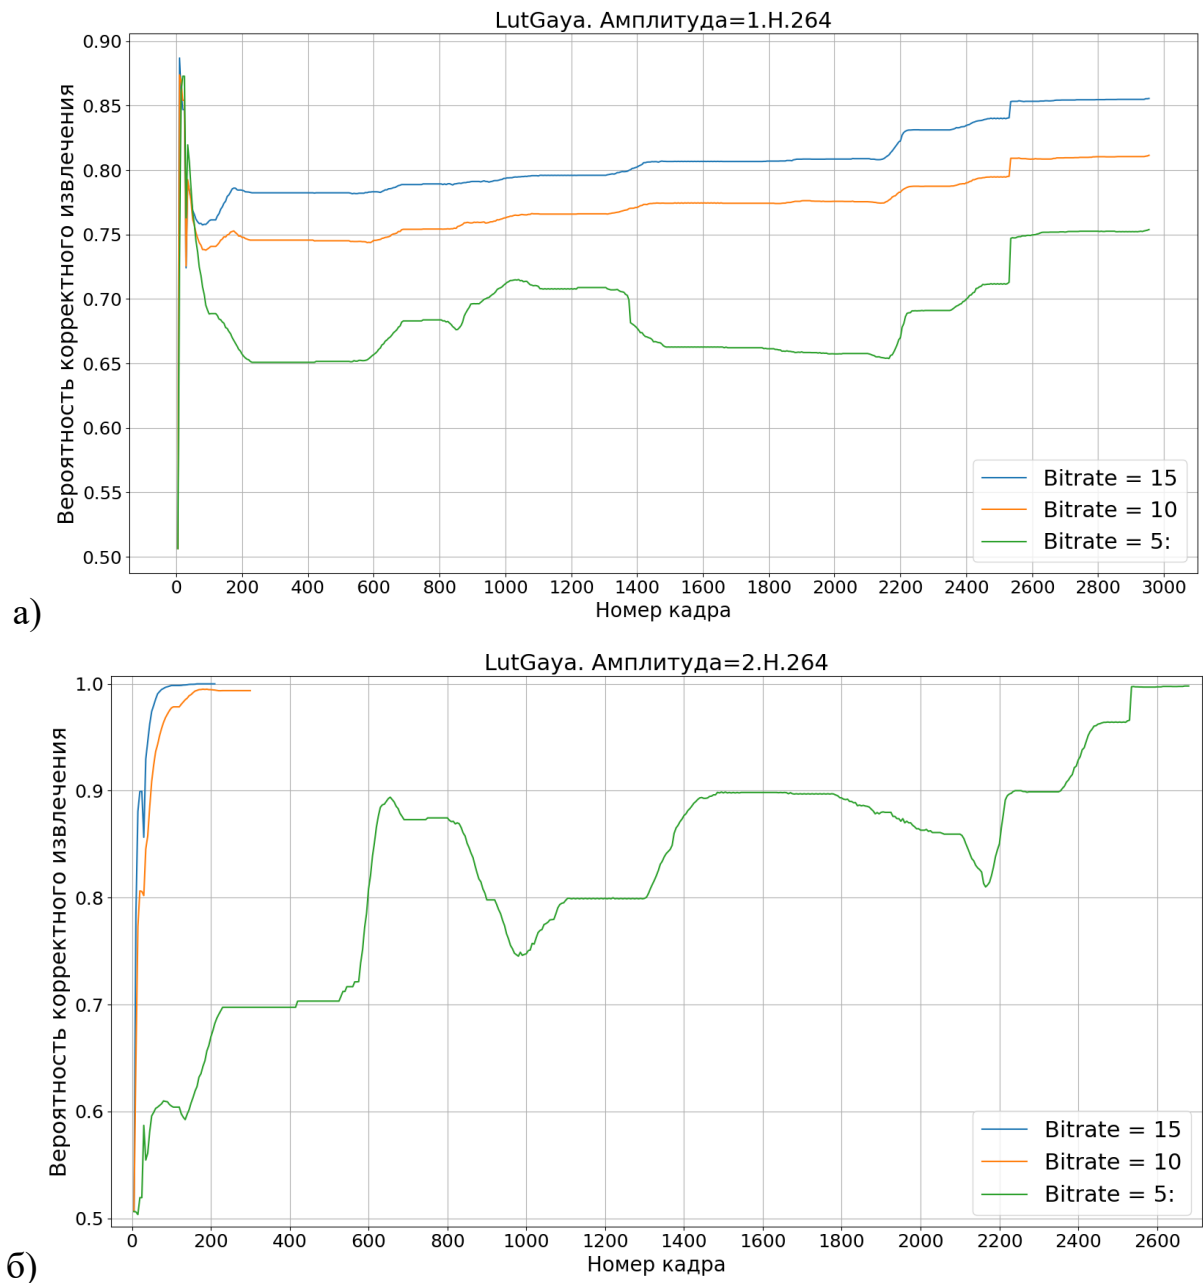 LutGaya. Амплитуда=1.H.264
Вероятность корректного извлечения
0.90
0.85
0.80
0.75
0.70
0.65
0.60
0.55
0.50
Bitrate = 15
Bitrate = 10
Bitrate = 5:
0 200 400 600 800 1000 1200 1400 1600 1800 2000 2200 2400 2600 2800 3000
Номер кадра
а)
LutGaya. Амплитуда=2.H.264
Вероятность корректного извлечения
1.0
0.9
0.8
0.7
0.6
0.5
Bitrate = 15
Bitrate = 10
Bitrate = 5:
0 200 400 600 800 1000 1200 1400 1600 1800 2000 2200 2400 2600
Номер кадра
б)